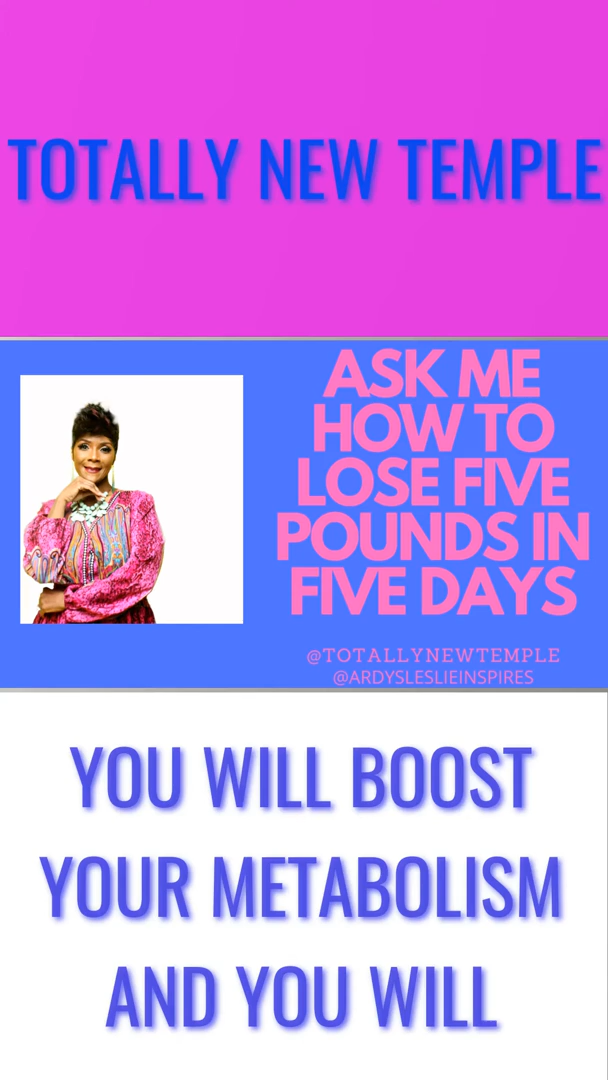 TOTALLY NEW TEMPLE
ASK ME
HOW TO
LOSE FIVE
POUNDS IN
FIVE DAYS
@TOTALLYNEWTEMPLE
@ARDYSLESLIEINSPIRES
YOU WILL BOOST
YOUR METABOLISM
AND YOU WILL